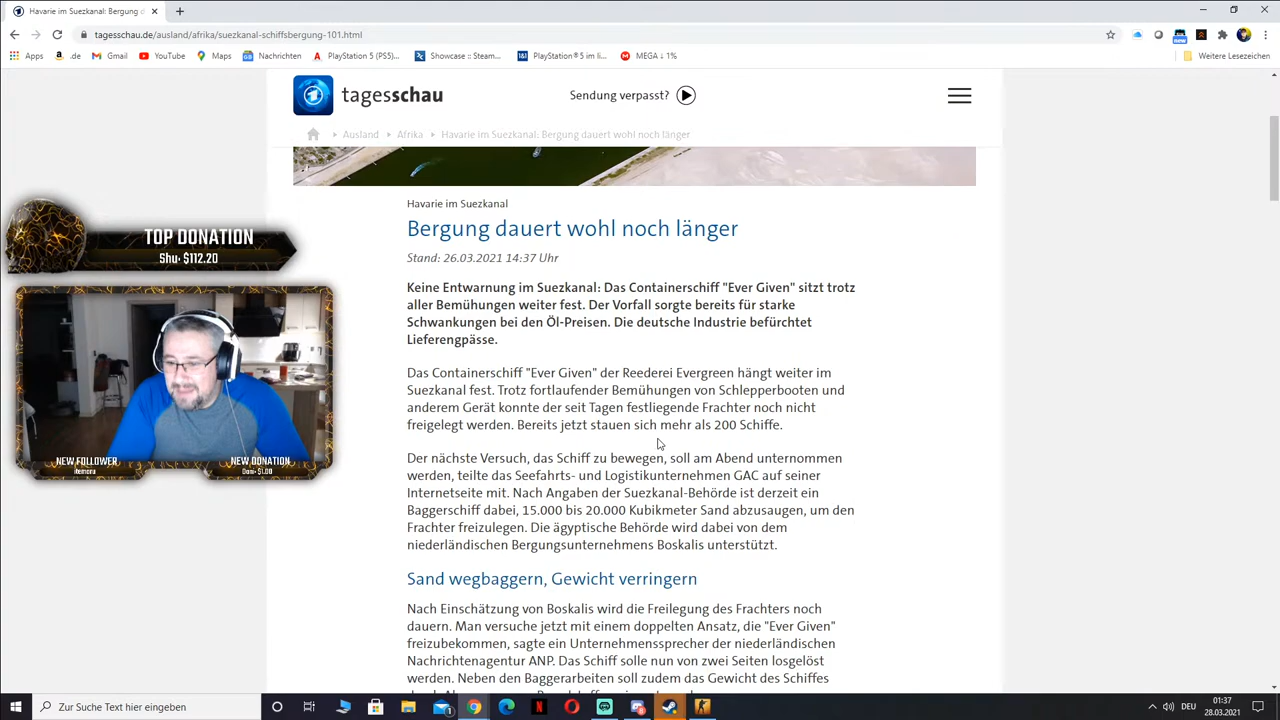 Havarie im Suezkanal: Bergung d
tagesschau.de/ausland/afrika/suezkanal-schiffsbergung-101.html
Apps .de Gmail YouTube Maps Nachrichten PlayStation 5 (PS5)... Showcase :: Steam... PlayStation®5 im li... MEGA ↓ 1% Weitere Lesezeichen
tagesschau Sendung verpasst?
Ausland Afrika Havarie im Suezkanal: Bergung dauert wohl noch länger
Havarie im Suezkanal
Bergung dauert wohl noch länger
Stand: 26.03.2021 14:37 Uhr
Keine Entwarnung im Suezkanal: Das Containerschiff "Ever Given" sitzt trotz
aller Bemühungen weiter fest. Der Vorfall sorgte bereits für starke
Schwankungen bei den Öl-Preisen. Die deutsche Industrie befürchtet
Lieferengpässe.
Das Containerschiff "Ever Given" der Reederei Evergreen hängt weiter im
Suezkanal fest. Trotz fortlaufender Bemühungen von Schlepperbooten und
anderem Gerät konnte der seit Tagen festliegende Frachter noch nicht
freigelegt werden. Bereits jetzt stauen sich mehr als 200 Schiffe.
Der nächste Versuch, das Schiff zu bewegen, soll am Abend unternommen
werden, teilte das Seefahrts- und Logistikunternehmen GAC auf seiner
Internetseite mit. Nach Angaben der Suezkanal-Behörde ist derzeit ein
Baggerschiff dabei, 15.000 bis 20.000 Kubikmeter Sand abzusaugen, um den
Frachter freizulegen. Die ägyptische Behörde wird dabei von dem
niederländischen Bergungsunternehmens Boskalis unterstützt.
Sand wegbaggern, Gewicht verringern
Nach Einschätzung von Boskalis wird die Freilegung des Frachters noch
dauern. Man versuche jetzt mit einem doppelten Ansatz, die "Ever Given"
freizubekommen, sagte ein Unternehmenssprecher der niederländischen
Nachrichtenagentur ANP. Das Schiff solle nun von zwei Seiten losgelöst
werden. Neben den Baggerarbeiten soll zudem das Gewicht des Schiffes
TOP DONATION
Shu: $112.20
NEW FOLLOWER
NEW DONATION
Zur Suche Text hier eingeben
DEU
01:37
28.03.2021